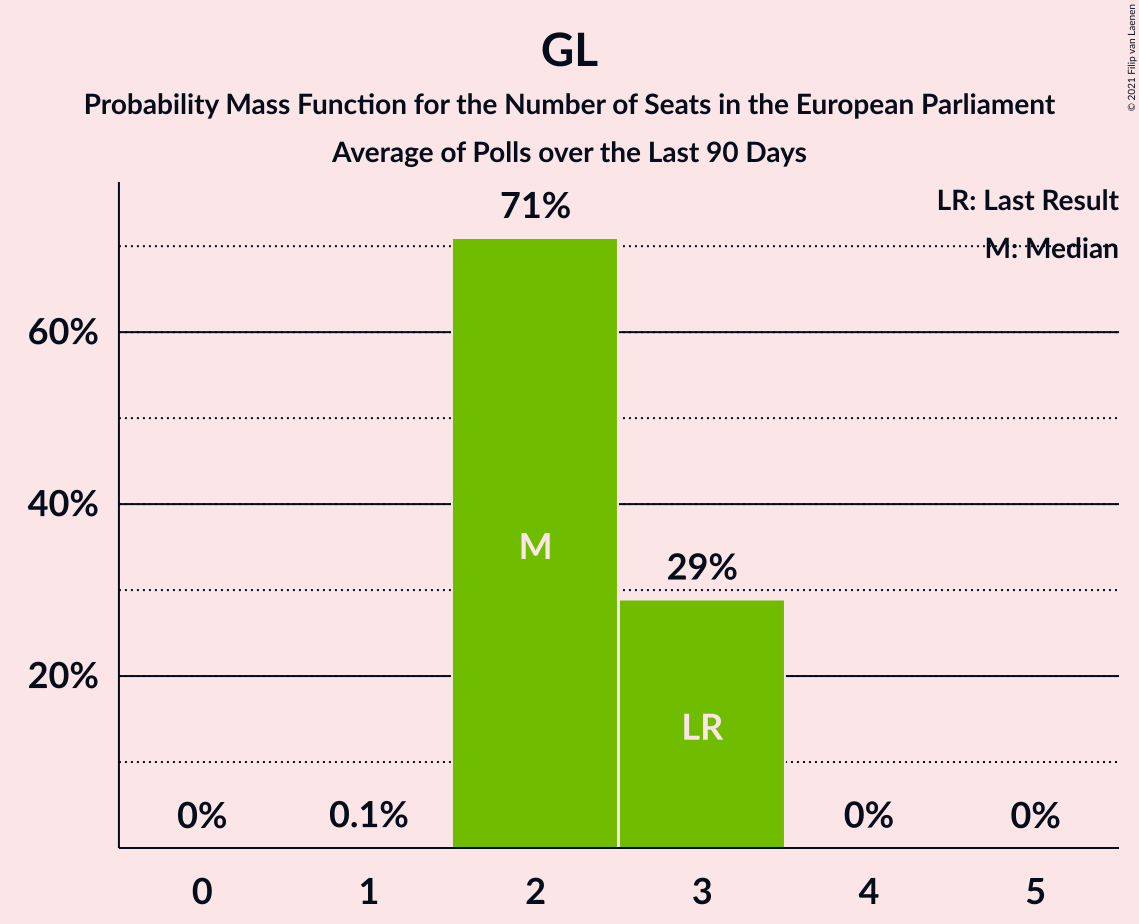 GL
Probability Mass Function for the Number of Seats in the European Parliament
Average of Polls over the Last 90 Days
© 2021 Filip van Laenen
LR: Last Result
M: Median
71%
60%
40%
M
29%
20%
LR
0% 0.1% 0% 0%
0 1 2 3 4 5